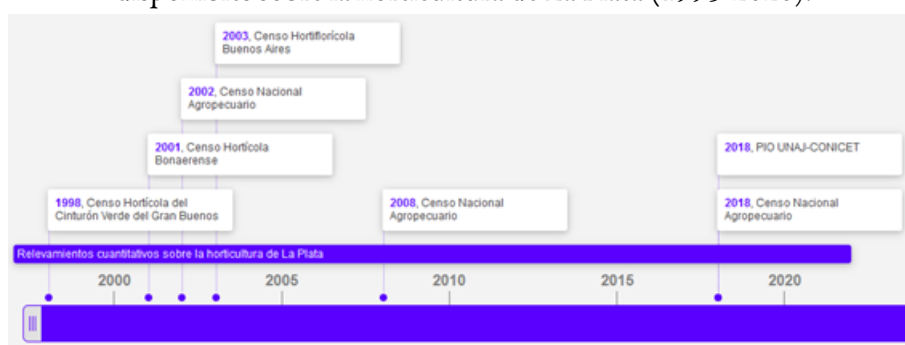 2003, Censo Hortiflorícola
Buenos Aires
2002, Censo Nacional
Agropecuario
2001, Censo Hortícola
Bonaerense
2018, PIO UNAJ-CONICET
1998, Censo Hortícola del
Cinturón Verde del Gran Buenos
2008, Censo Nacional
Agropecuario
2018, Censo Nacional
Agropecuario
Relevamientos cuantitativos sobre la horticultura de La Plata
2000 2005 2010 2015 2020